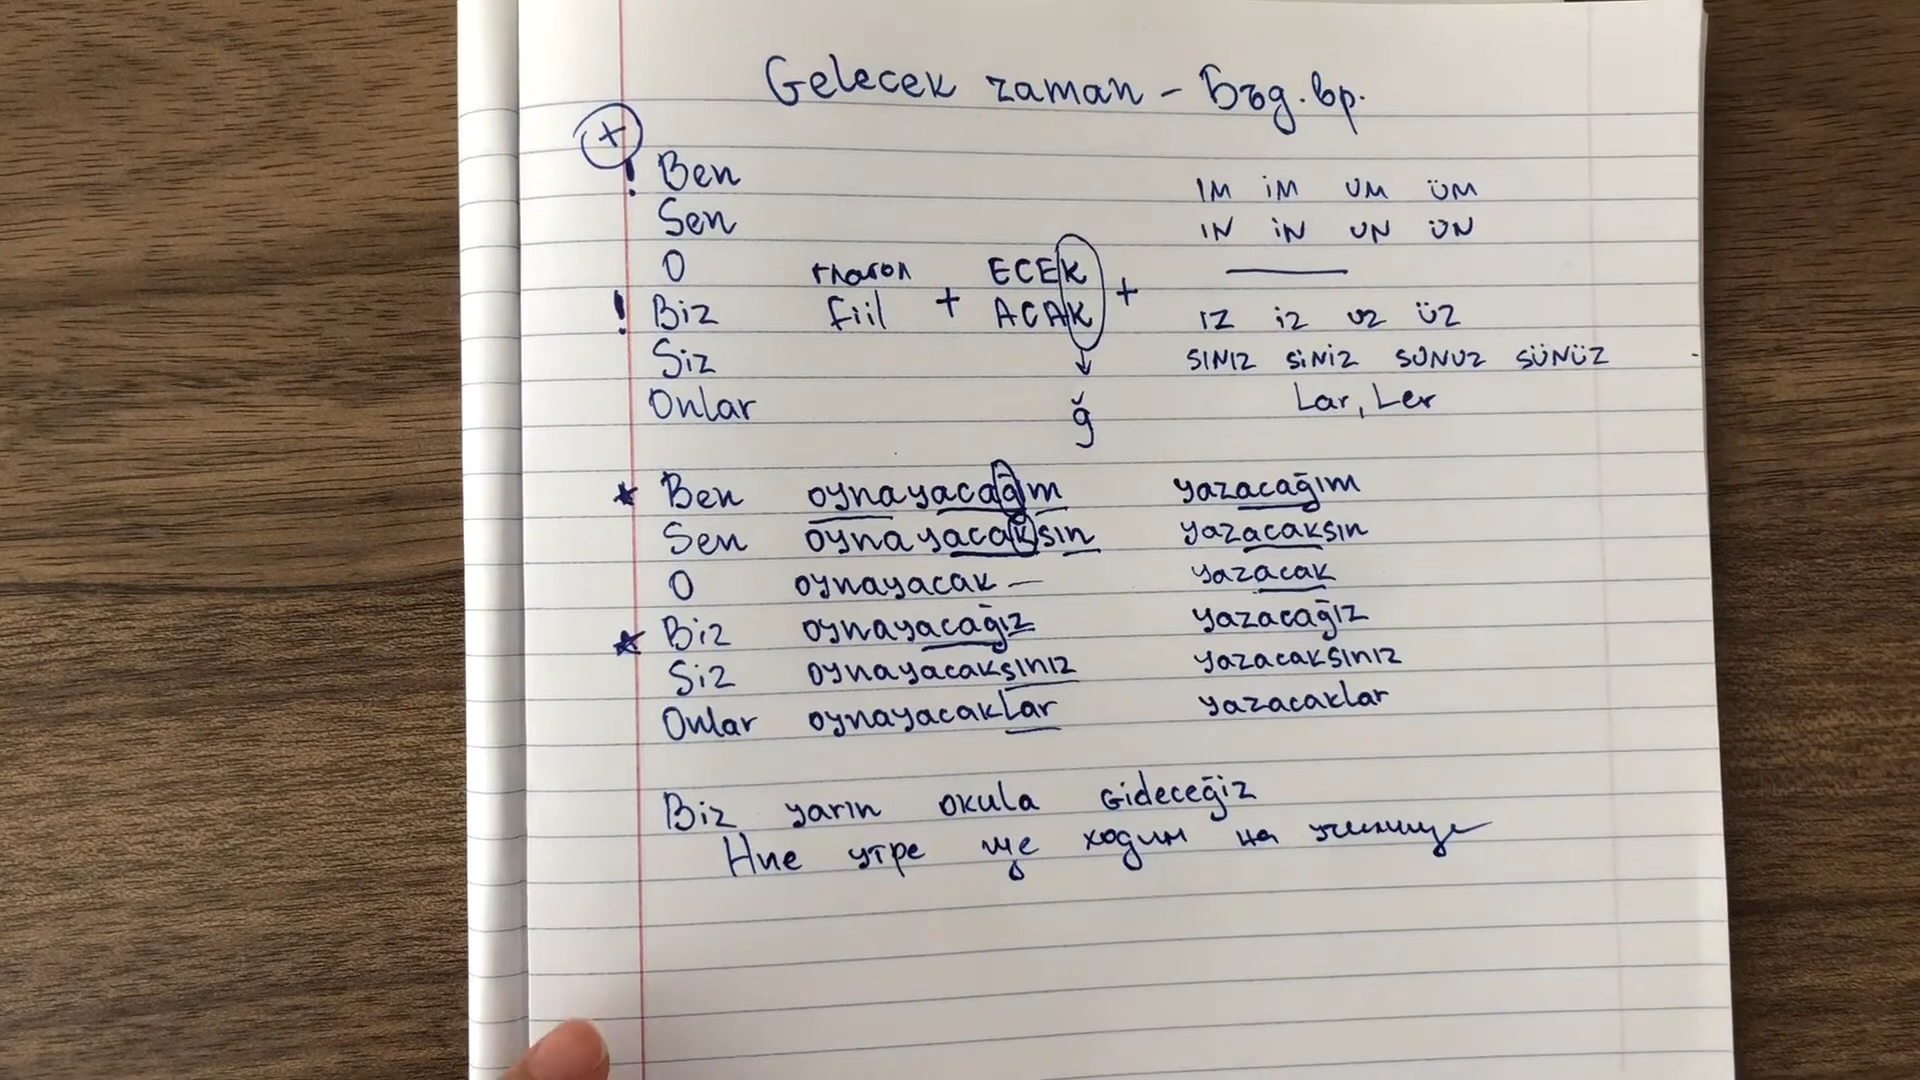 Gelecek zaman - Бъд. вр.
+
! Ben IM İM UM ÜM
Sen IN İN UN ÜN
O глагол ECEK —
! Biz fiil + ACAK + IZ İZ UZ ÜZ
Siz SINIZ SİNİZ SUNUZ SÜNÜZ
Onlar ğ Lar, Ler
* Ben oynayacağım yazacağım
Sen oynayacaksın yazacaksın
O oynayacak — yazacak
* Biz oynayacağız yazacağız
Siz oynayacaksınız yazacaksınız
Onlar oynayacakLar yazacaklar
Biz yarın okula Gideceğiz
Ние утре ще ходим на училище